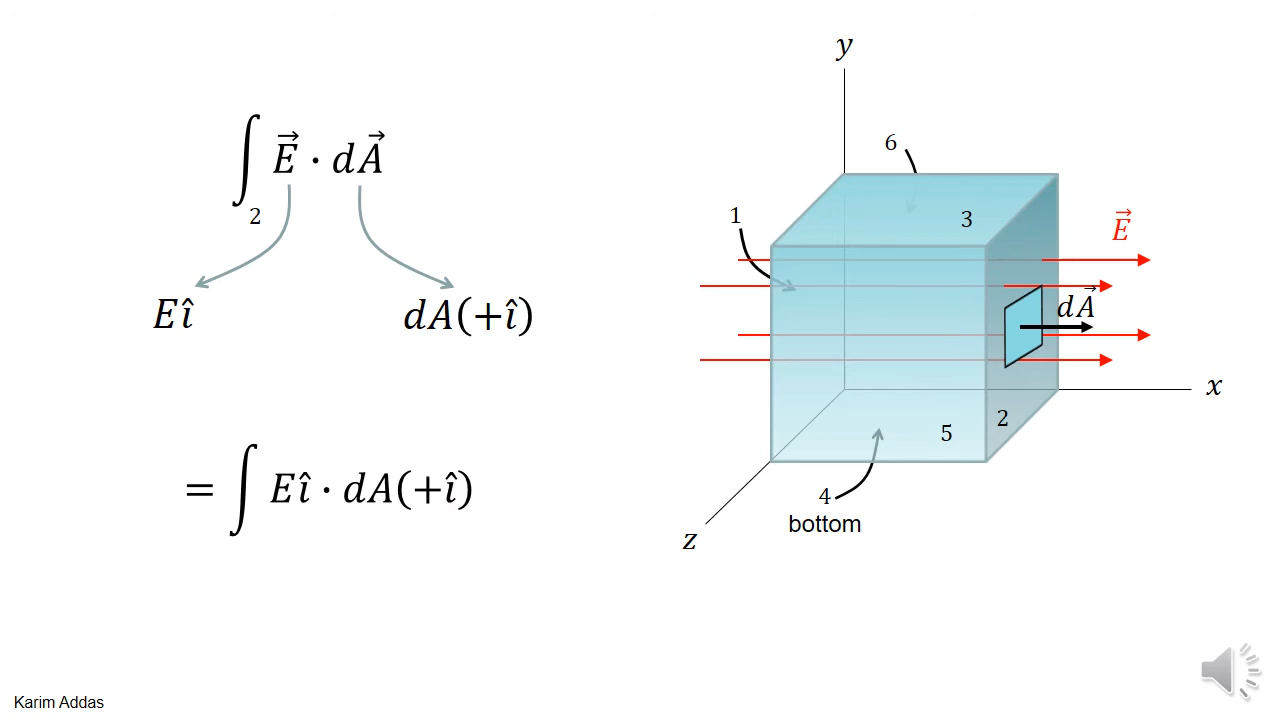 ∫₂ E⃗ · dA⃗
Eî
dA(+î)
= ∫ Eî · dA(+î)
y
6
1
3
E⃗
dA⃗
x
2
5
4
bottom
z
Karim Addas